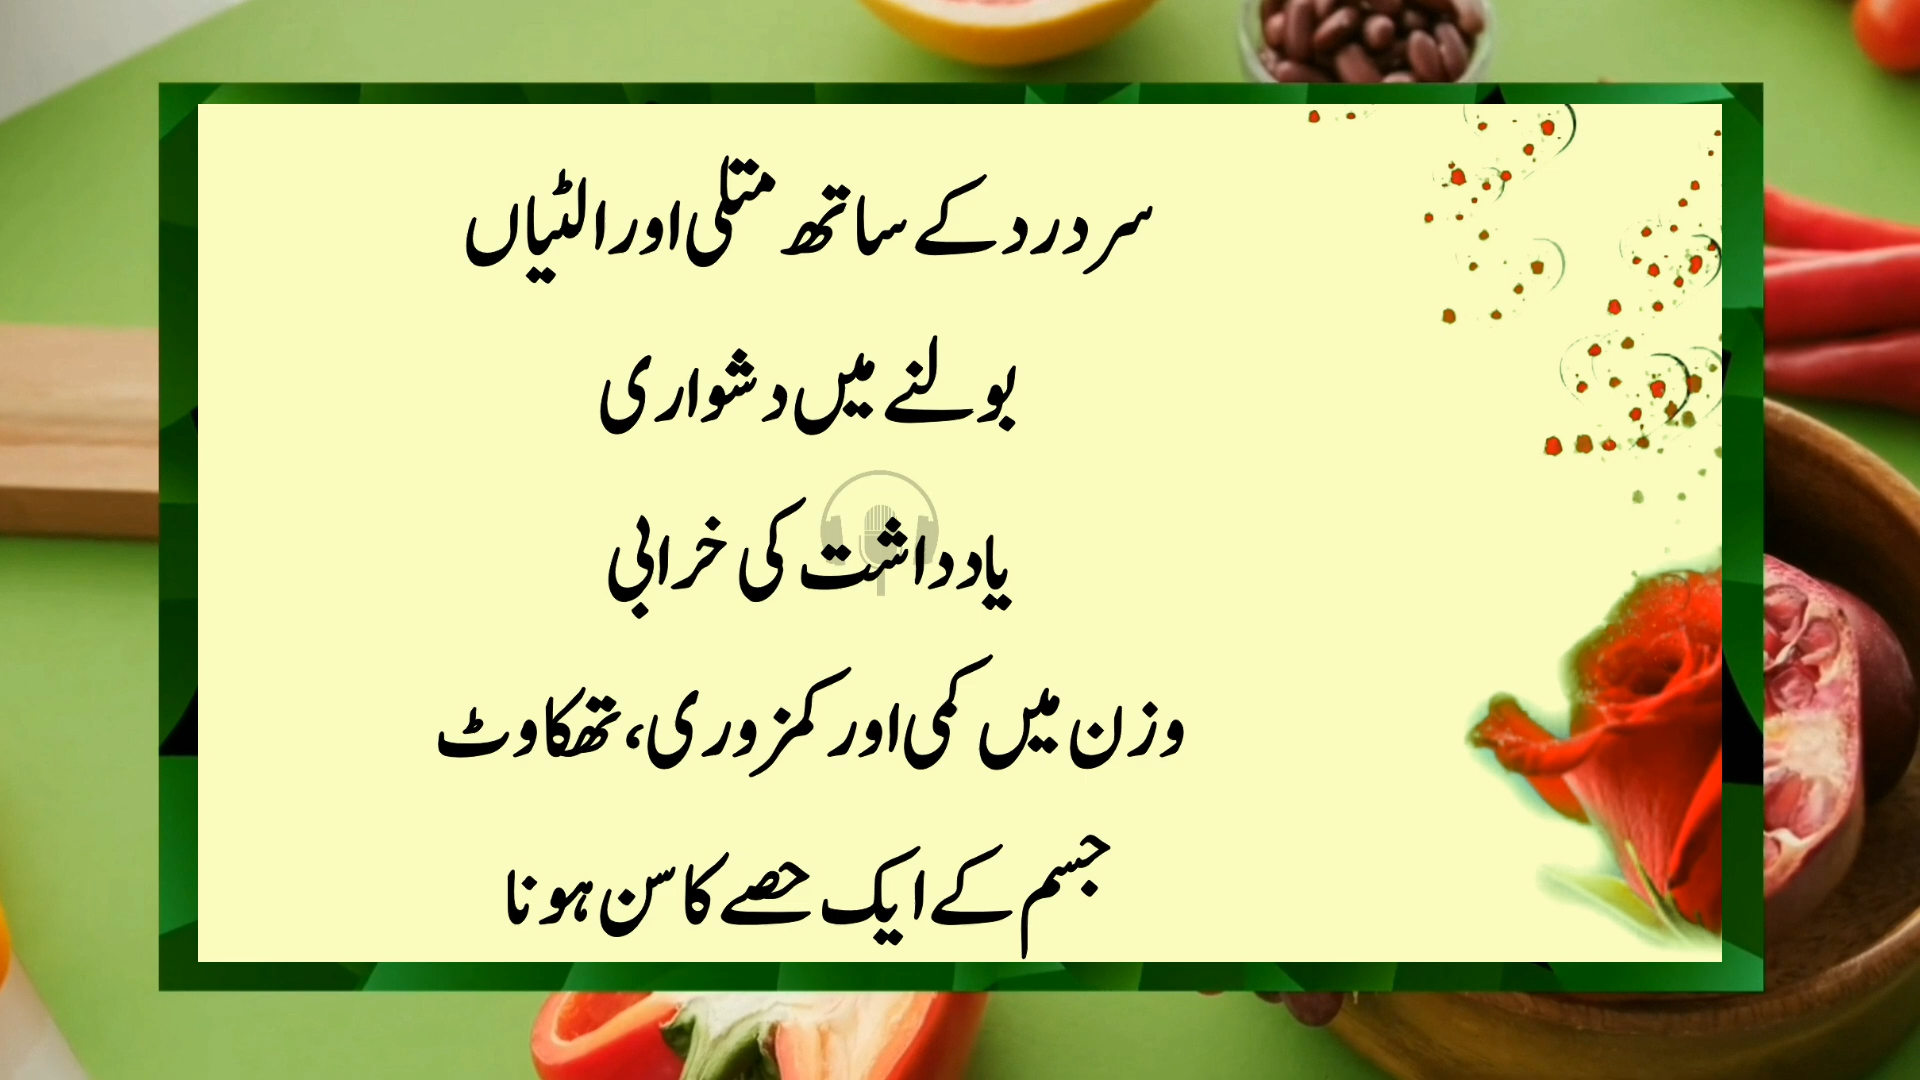 سر درد کے ساتھ متلی اور الٹیاں
بولنے میں دشواری
یادداشت کی خرابی
وزن میں کمی اور کمزوری، تھکاوٹ
جسم کے ایک حصے کا سن ہونا